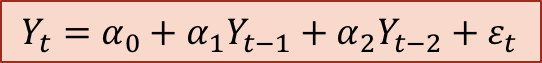 Yₜ = α₀ + α₁Yₜ₋₁ + α₂Yₜ₋₂ + εₜ